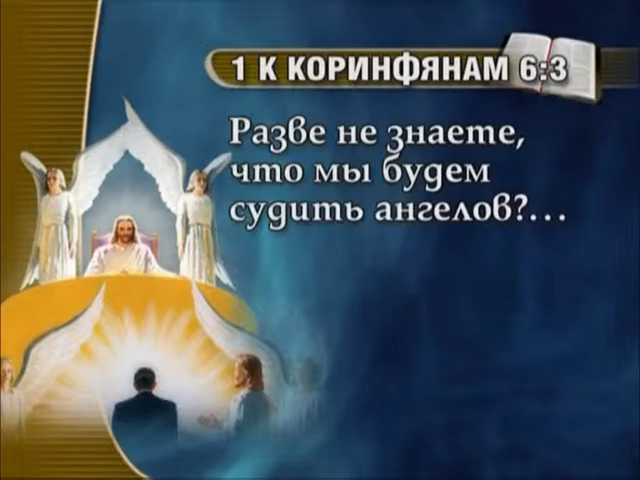 1 К КОРИНФЯНАМ 6:3
Разве не знаете,
что мы будем
судить ангелов?...